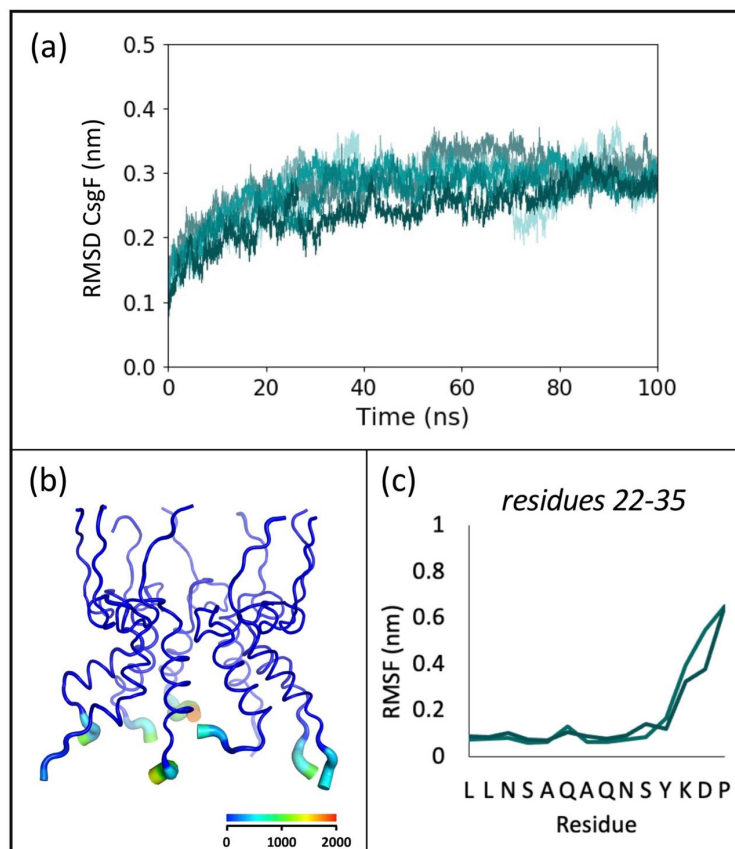 (a)
RMSD CsgF (nm)
0.5
0.4
0.3
0.2
0.1
0.0
0 20 40 60 80 100
Time (ns)
(b)
0 1000 2000
(c)
residues 22-35
RMSF (nm)
1
0.8
0.6
0.4
0.2
0
L L N S A Q A Q N S Y K D P
Residue